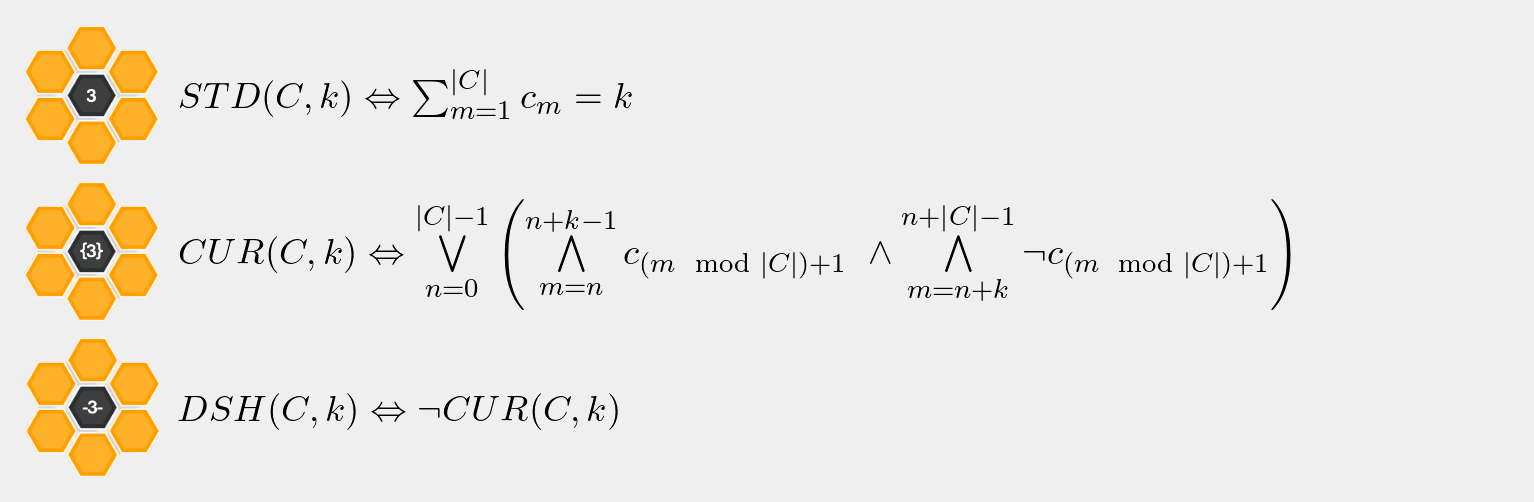 3 STD(C, k) ⇔ ∑_{m=1}^{|C|} c_m = k
{3} CUR(C, k) ⇔ ⋁_{n=0}^{|C|−1} ( ⋀_{m=n}^{n+k−1} c_{(m mod |C|)+1} ∧ ⋀_{m=n+k}^{n+|C|−1} ¬c_{(m mod |C|)+1} )
-3- DSH(C, k) ⇔ ¬CUR(C, k)